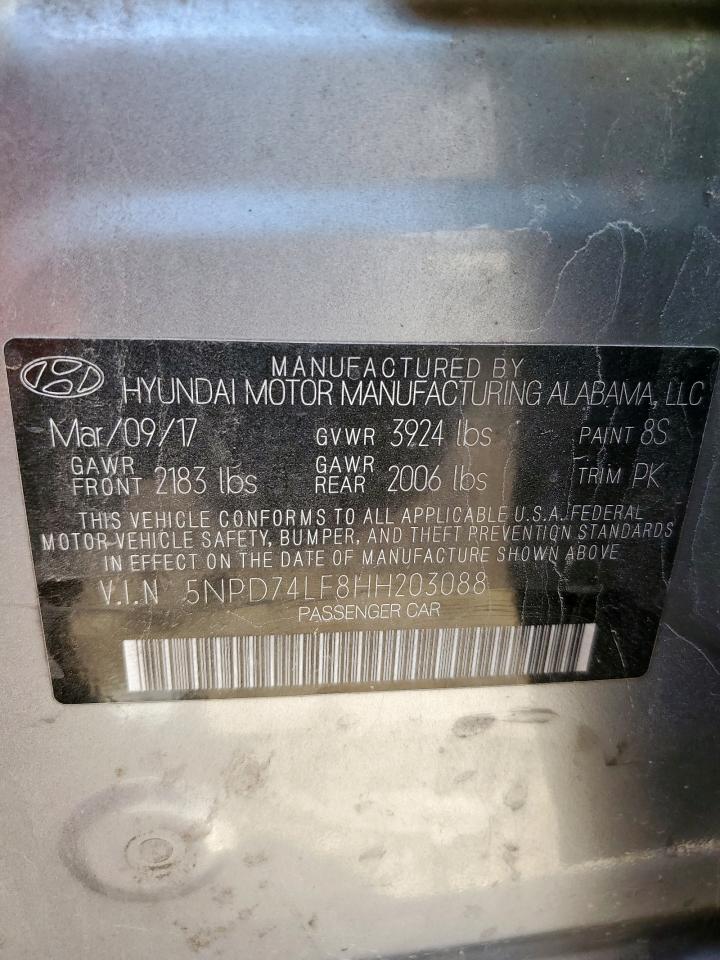 MANUFACTURED BY
HYUNDAI MOTOR MANUFACTURING ALABAMA, LLC
Mar/09/17 GVWR 3924 lbs PAINT 8S
GAWR FRONT 2183 lbs GAWR REAR 2006 lbs TRIM PK
THIS VEHICLE CONFORMS TO ALL APPLICABLE U.S.A. FEDERAL
MOTOR-VEHICLE SAFETY, BUMPER, AND THEFT PREVENTION STANDARDS
IN EFFECT ON THE DATE OF MANUFACTURE SHOWN ABOVE
V.I.N 5NPD74LF8HH203088
PASSENGER CAR